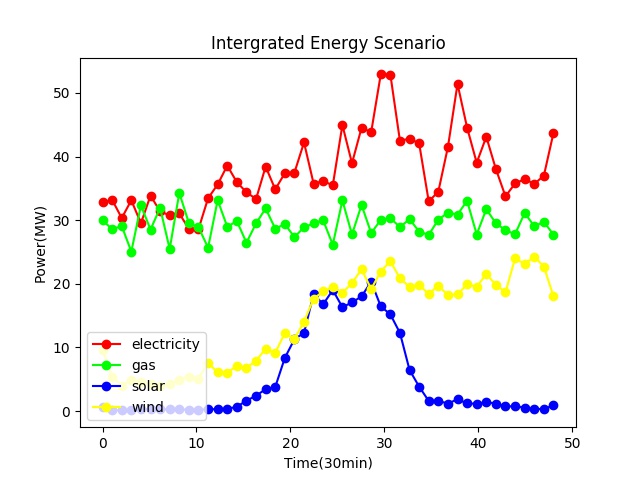 Intergrated Energy Scenario
Power(MW)
50
40
30
20
10
0
electricity
gas
solar
wind
0 10 20 30 40 50
Time(30min)